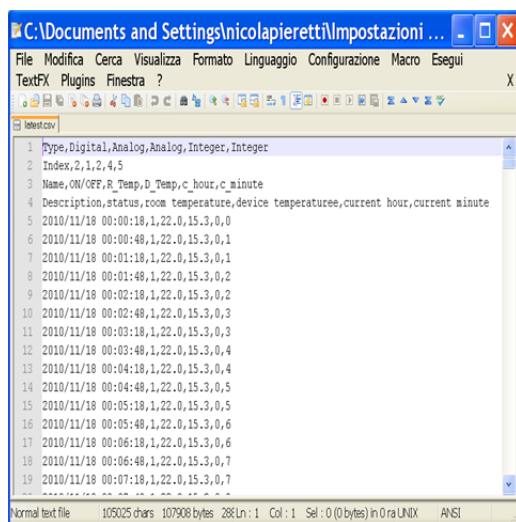 C:\Documents and Settings\nicolapieretti\Impostazioni ...
File Modifica Cerca Visualizza Formato Linguaggio Configurazione Macro Esegui
TextFX Plugins Finestra ? X
latest.csv
1 Type,Digital,Analog,Analog,Integer,Integer
2 Index,2,1,2,4,5
3 Name,ON/OFF,R_Temp,D_Temp,c_hour,c_minute
4 Description,status,room temperature,device temperaturee,current hour,current minute
5 2010/11/18 00:00:18,1,22.0,15.3,0,0
6 2010/11/18 00:00:48,1,22.0,15.3,0,1
7 2010/11/18 00:01:18,1,22.0,15.3,0,1
8 2010/11/18 00:01:48,1,22.0,15.3,0,2
9 2010/11/18 00:02:18,1,22.0,15.3,0,2
10 2010/11/18 00:02:48,1,22.0,15.3,0,3
11 2010/11/18 00:03:18,1,22.0,15.3,0,3
12 2010/11/18 00:03:48,1,22.0,15.3,0,4
13 2010/11/18 00:04:18,1,22.0,15.3,0,4
14 2010/11/18 00:04:48,1,22.0,15.3,0,5
15 2010/11/18 00:05:18,1,22.0,15.3,0,5
16 2010/11/18 00:05:48,1,22.0,15.3,0,6
17 2010/11/18 00:06:18,1,22.0,15.3,0,6
18 2010/11/18 00:06:48,1,22.0,15.3,0,7
19 2010/11/18 00:07:18,1,22.0,15.3,0,7
Normal text file 105025 chars 107908 bytes Ln : 1 Col : 1 Sel : 0 (0 bytes) in 0 ra UNIX ANSI